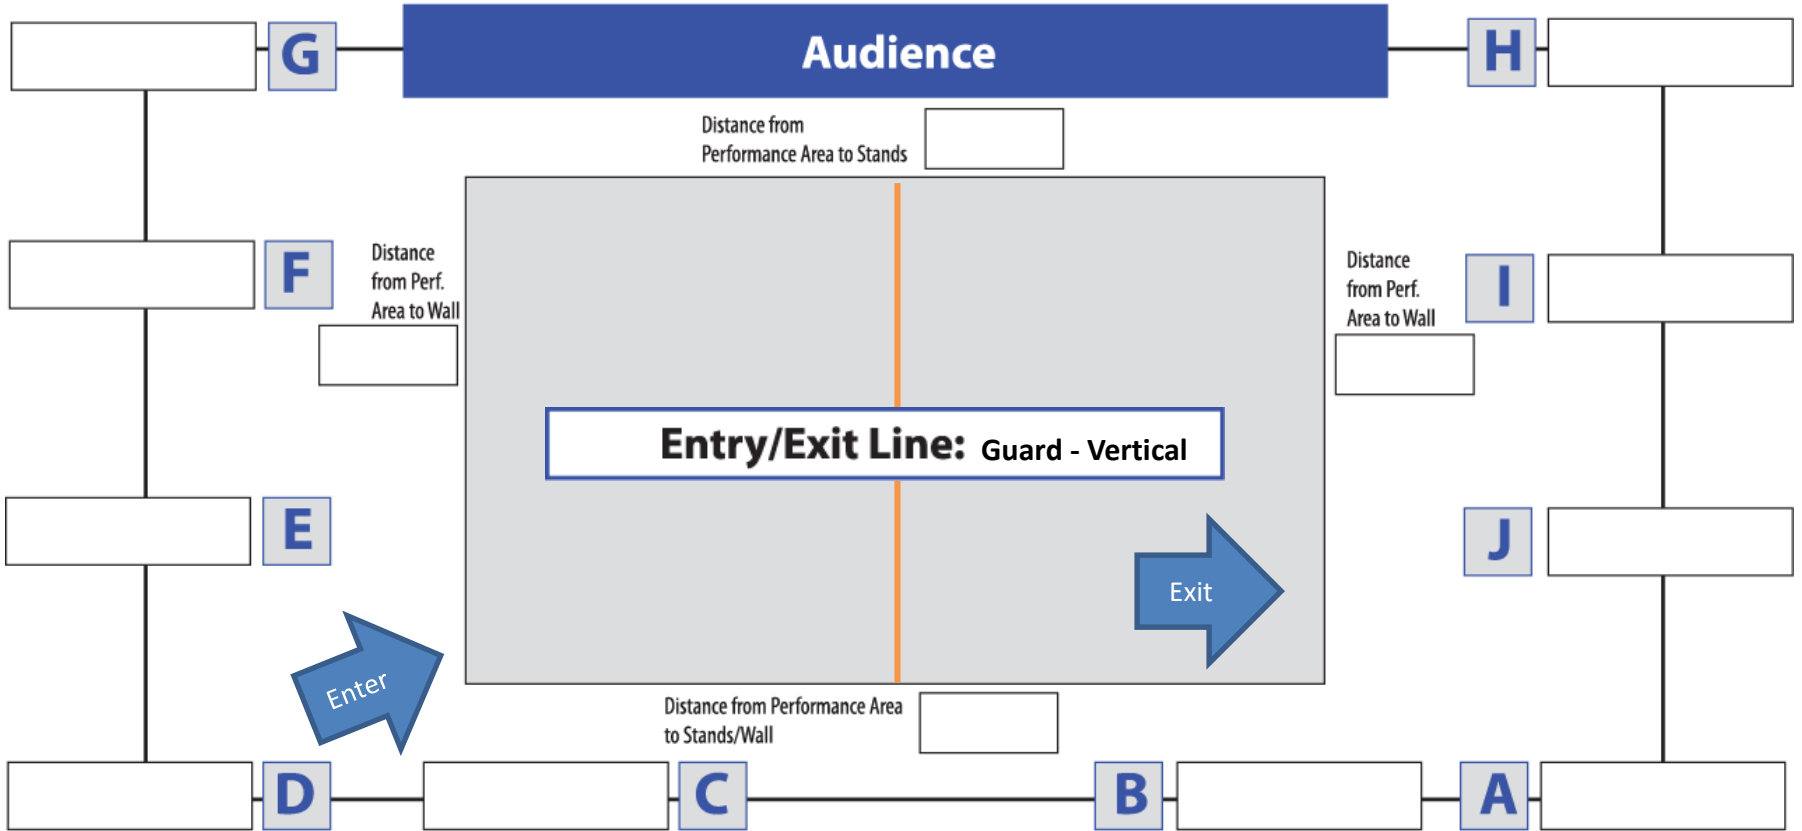 G
Audience
H
Distance from
Performance Area to Stands
F
Distance
from Perf.
Area to Wall
Distance
from Perf.
Area to Wall
I
Entry/Exit Line: Guard - Vertical
E
J
Exit
Enter
Distance from Performance Area
to Stands/Wall
D
C
B
A